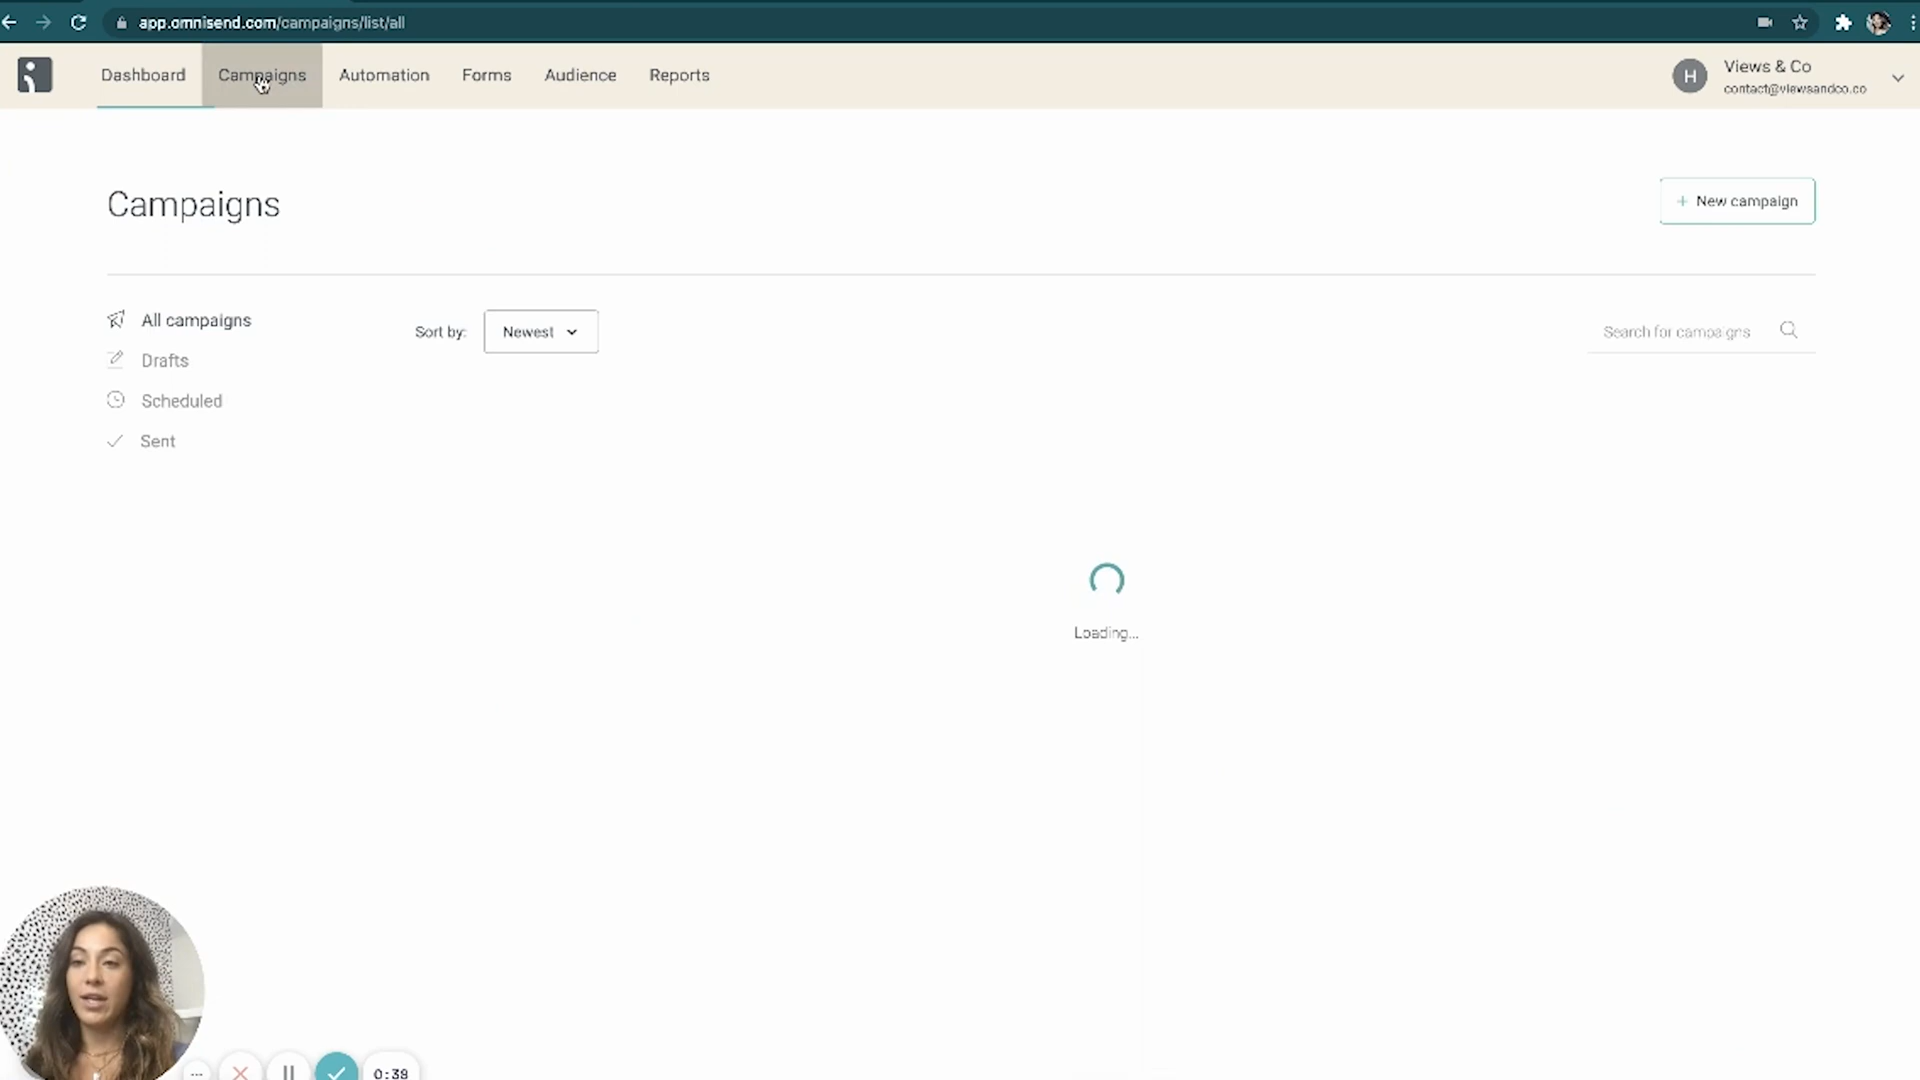 app.omnisend.com/campaigns/list/all
Dashboard
Campaigns
Automation
Forms
Audience
Reports
H
Views & Co
contact@viewsandco.co
Campaigns
+ New campaign
All campaigns
Drafts
Scheduled
Sent
Sort by:
Newest
Search for campaigns
Loading...
0:38